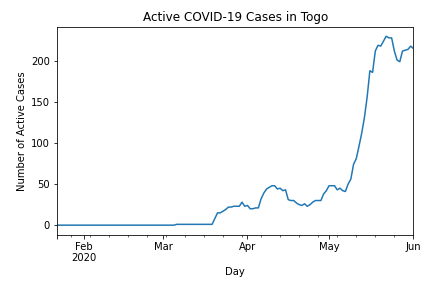 Active COVID-19 Cases in Togo
Number of Active Cases
200
150
100
50
0
Feb
2020
Mar
Apr
May
Jun
Day